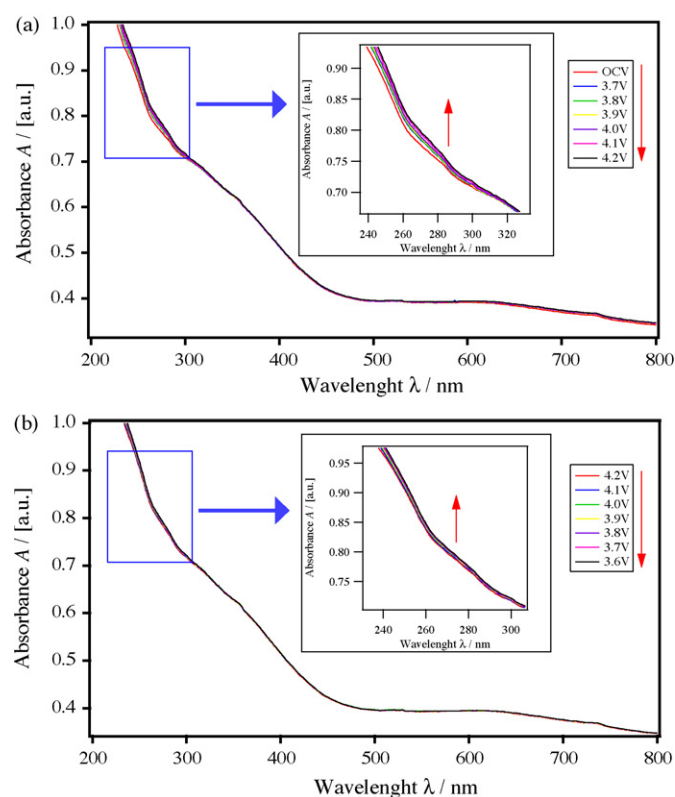 (a)
Absorbance A / [a.u.]
1.0
0.9
0.8
0.7
0.6
0.5
0.4
200 300 400 500 600 700 800
Wavelenght λ / nm
Absorbance A / [a.u.]
0.90
0.85
0.80
0.75
0.70
240 260 280 300 320
Wavelenght λ / nm
OCV
3.7V
3.8V
3.9V
4.0V
4.1V
4.2V
(b)
Absorbance A / [a.u.]
1.0
0.9
0.8
0.7
0.6
0.5
0.4
200 300 400 500 600 700 800
Wavelenght λ / nm
Absorbance A / [a.u.]
0.95
0.90
0.85
0.80
0.75
240 260 280 300
Wavelenght λ / nm
4.2V
4.1V
4.0V
3.9V
3.8V
3.7V
3.6V